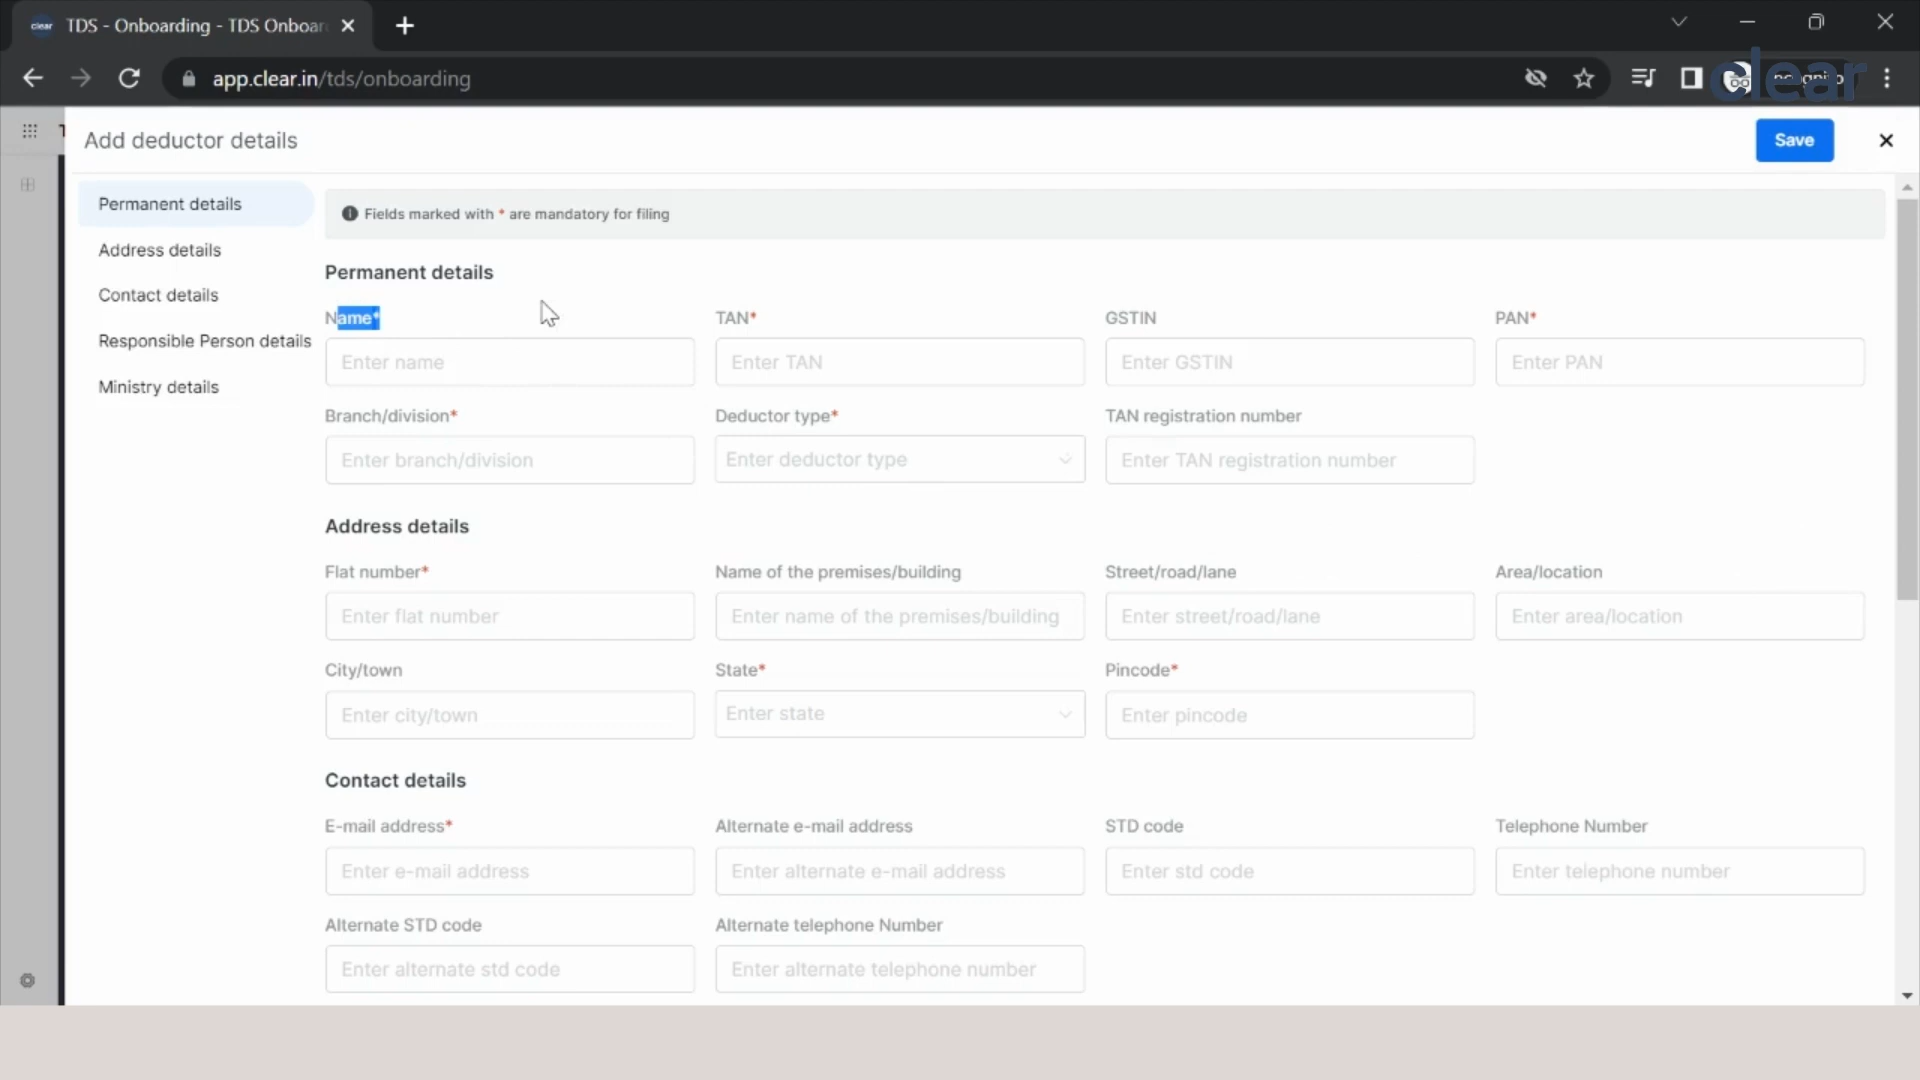 clear TDS - Onboarding - TDS Onboar
app.clear.in/tds/onboarding
clear
Add deductor details
Save
Permanent details
Address details
Contact details
Responsible Person details
Ministry details
Fields marked with * are mandatory for filing
Permanent details
Name* TAN* GSTIN PAN*
Enter name Enter TAN Enter GSTIN Enter PAN
Branch/division* Deductor type* TAN registration number
Enter branch/division Enter deductor type Enter TAN registration number
Address details
Flat number* Name of the premises/building Street/road/lane Area/location
Enter flat number Enter name of the premises/building Enter street/road/lane Enter area/location
City/town State* Pincode*
Enter city/town Enter state Enter pincode
Contact details
E-mail address* Alternate e-mail address STD code Telephone Number
Enter e-mail address Enter alternate e-mail address Enter std code Enter telephone number
Alternate STD code Alternate telephone Number
Enter alternate std code Enter alternate telephone number